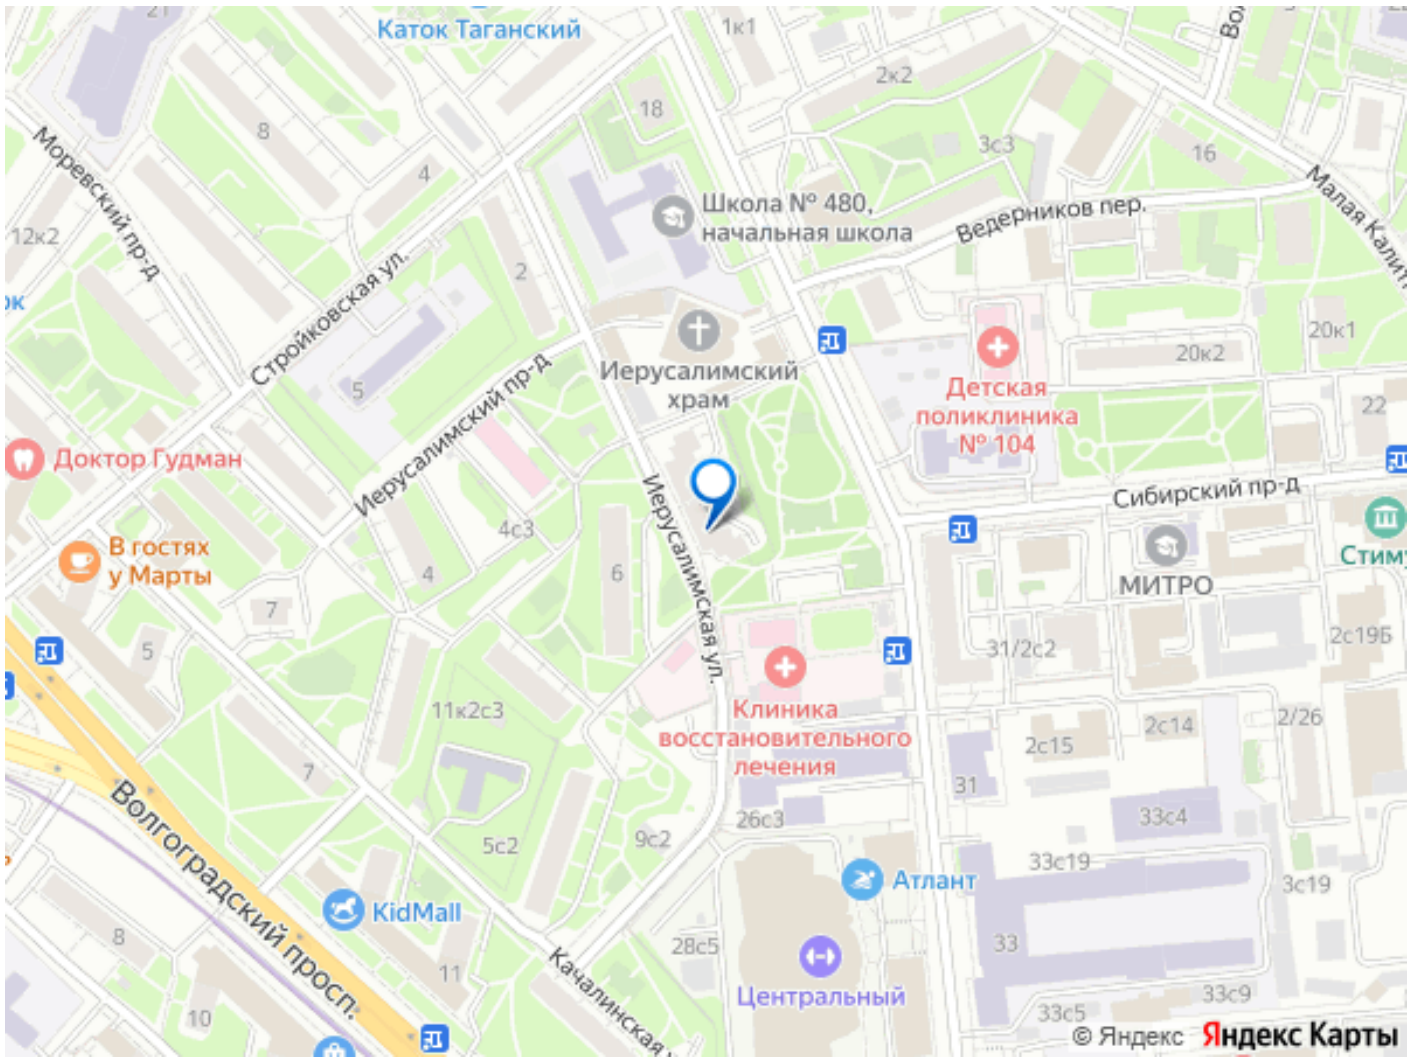 21
Каток Таганский
1к1
2к2
18
8
4
3с3
16
Моревский пр-д
Малая Калитн
Школа № 480,
начальная школа
Ведерников пер.
12к2
2
Стройковская ул.
ок
20к1
20к2
Иерусалимский
храм
Детская
поликлиника
№ 104
5
22
Иерусалимский пр-д
Доктор Гудман
Иерусалимская ул.
Сибирский пр-д
4с3
В гостях
у Марты
Стиму
МИТРО
4
6
7
5
31/2с2
2с19Б
11к2с3
Клиника
восстановительного
лечения
2/26
2с14
2с15
7
31
Волгоградский просп.
26с3
33с4
5с2
9с2
33с19
3с19
Атлант
KidMall
8
28с5
33
11
Качалинская у
Центральный
33с9
33с5
10
© Яндекс Яндекс Карты